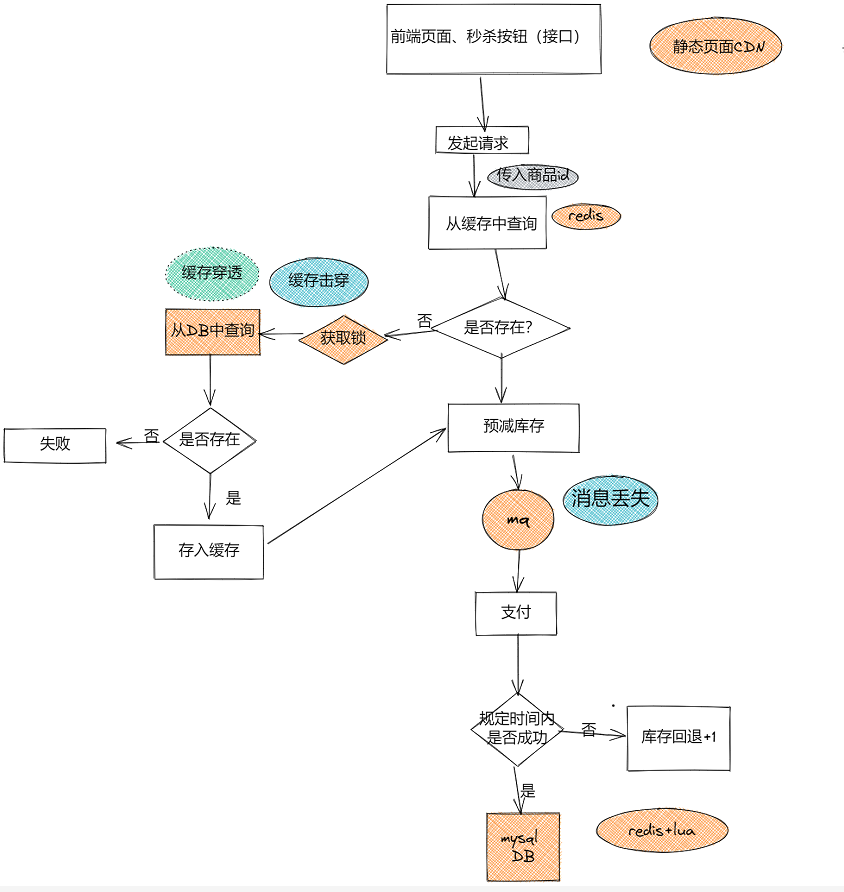 前端页面、秒杀按钮（接口）
静态页面CDN
发起请求
传入商品id
从缓存中查询
redis
缓存穿透
缓存击穿
否
是否存在？
从DB中查询
获取锁
预减库存
失败
否
是否存在
是
消息丢失
mq
存入缓存
支付
规定时间内
是否成功
否
库存回退+1
是
mysql
DB
redis+lua